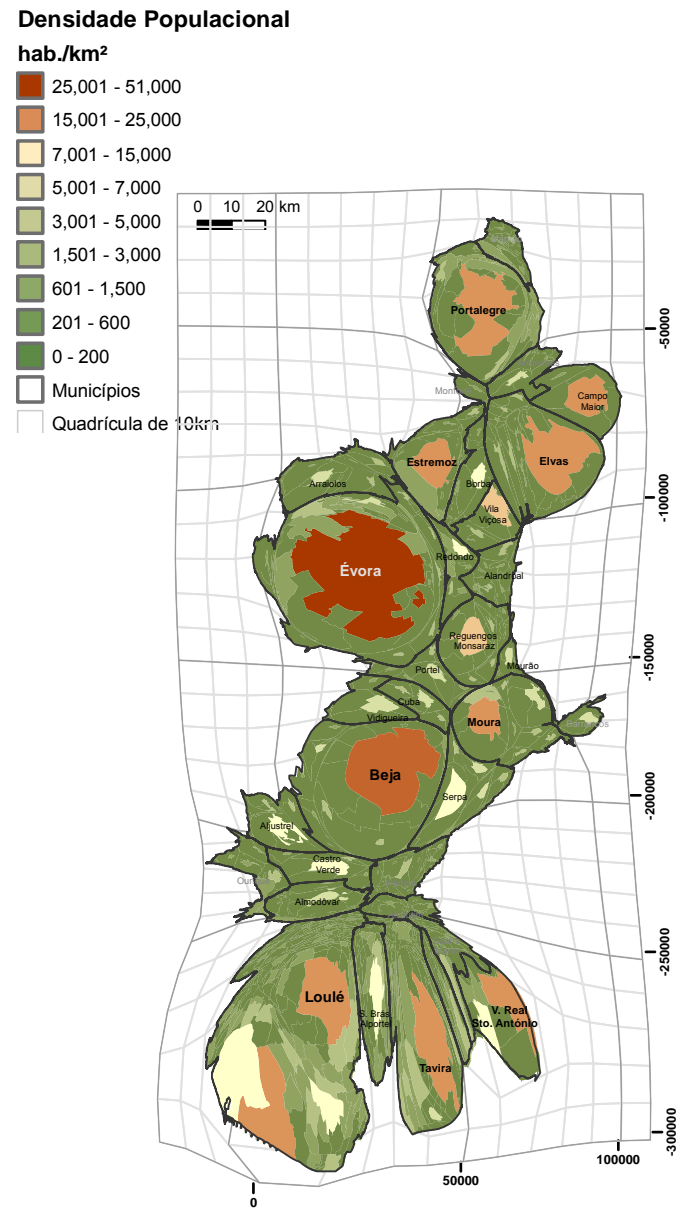 Densidade Populacional
hab./km²
25,001 - 51,000
15,001 - 25,000
7,001 - 15,000
5,001 - 7,000
3,001 - 5,000
1,501 - 3,000
601 - 1,500
201 - 600
0 - 200
Municípios
Quadrícula de 10km
0 10 20 km
Portalegre
-50000
Campo
Maior
Estremoz
Elvas
Arraiolos
Borba
-100000
Vila
Viçosa
Redondo
Évora
Alandroal
Reguengos
Monsaraz
-150000
Portel
Mourão
Cuba
Vidigueira
Moura
Beja
Serpa
-200000
Aljustrel
Castro
Verde
Almodôvar
-250000
Loulé
S. Brás
Alportel
V. Real
Sto. António
Tavira
-300000
0
50000
100000